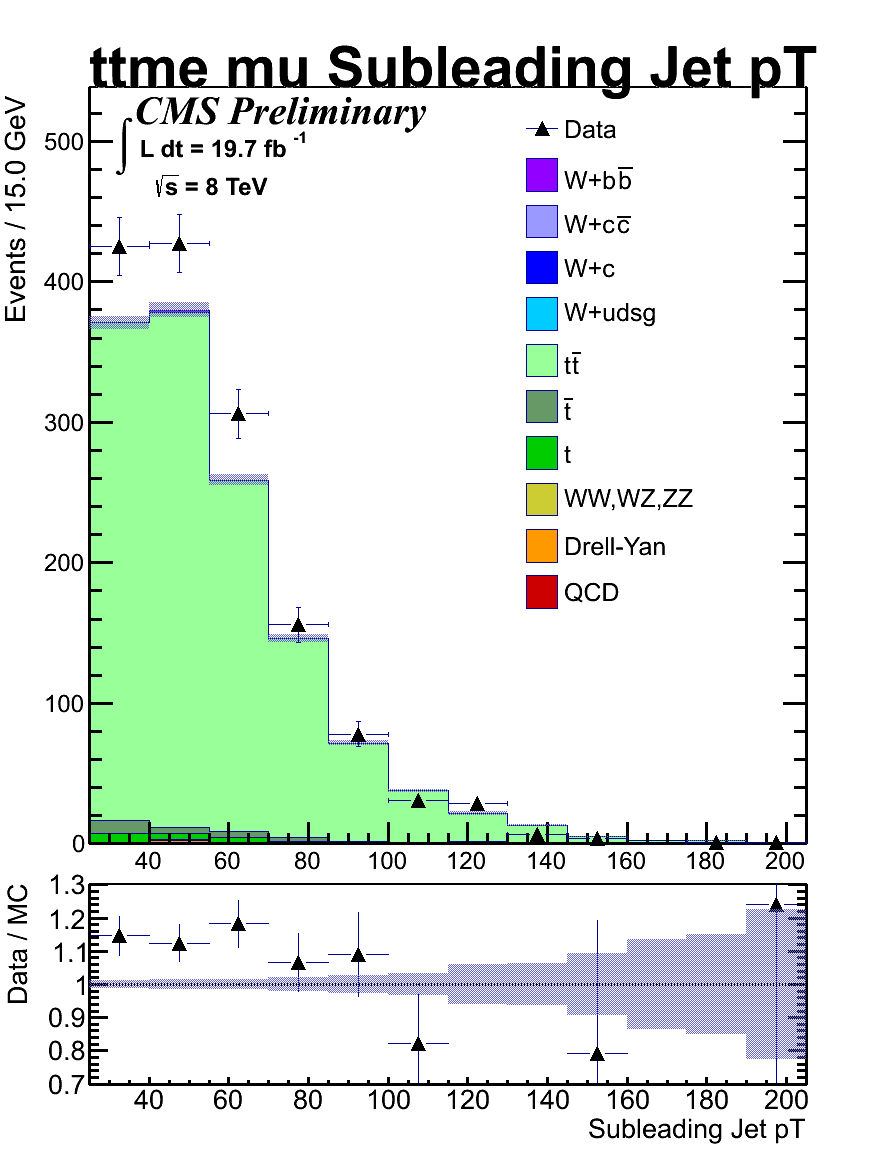 ttme mu Subleading Jet pT
CMS Preliminary
∫ L dt = 19.7 fb -1
√s = 8 TeV
Events / 15.0 GeV
500
400
300
200
100
0
Data
W+bb̅
W+cc̅
W+c
W+udsg
tt̅
t̅
t
WW,WZ,ZZ
Drell-Yan
QCD
40 60 80 100 120 140 160 180 200
Data / MC
1.3
1.2
1.1
1
0.9
0.8
0.7
40 60 80 100 120 140 160 180 200
Subleading Jet pT